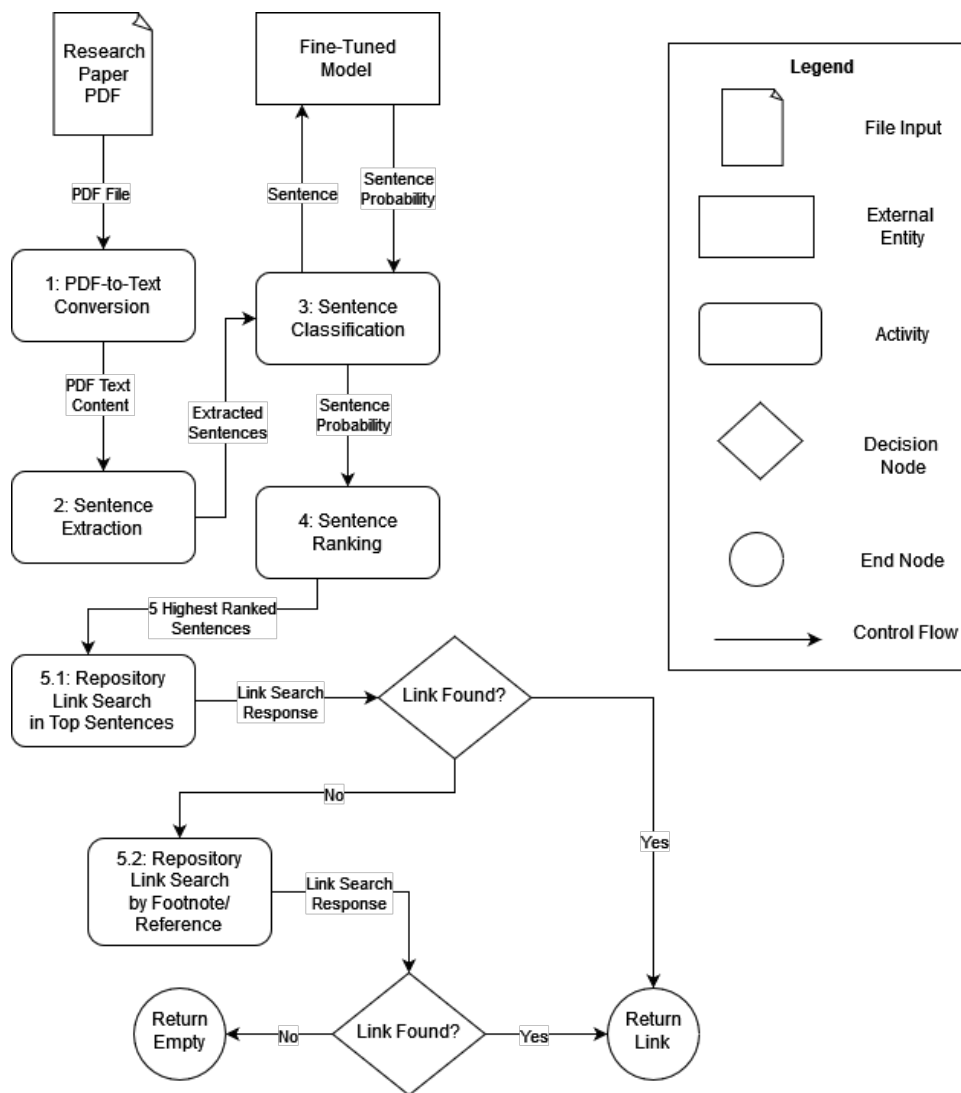 Research
Paper
PDF
Fine-Tuned
Model
PDF File
Sentence
Sentence
Probability
1: PDF-to-Text
Conversion
3: Sentence
Classification
PDF Text
Content
Extracted
Sentences
Sentence
Probability
2: Sentence
Extraction
4: Sentence
Ranking
5 Highest Ranked
Sentences
5.1: Repository
Link Search
in Top Sentences
Link Search
Response
Link Found?
No
Yes
5.2: Repository
Link Search
by Footnote/
Reference
Link Search
Response
Return
Empty
No
Link Found?
Yes
Return
Link
Legend
File Input
External
Entity
Activity
Decision
Node
End Node
Control Flow